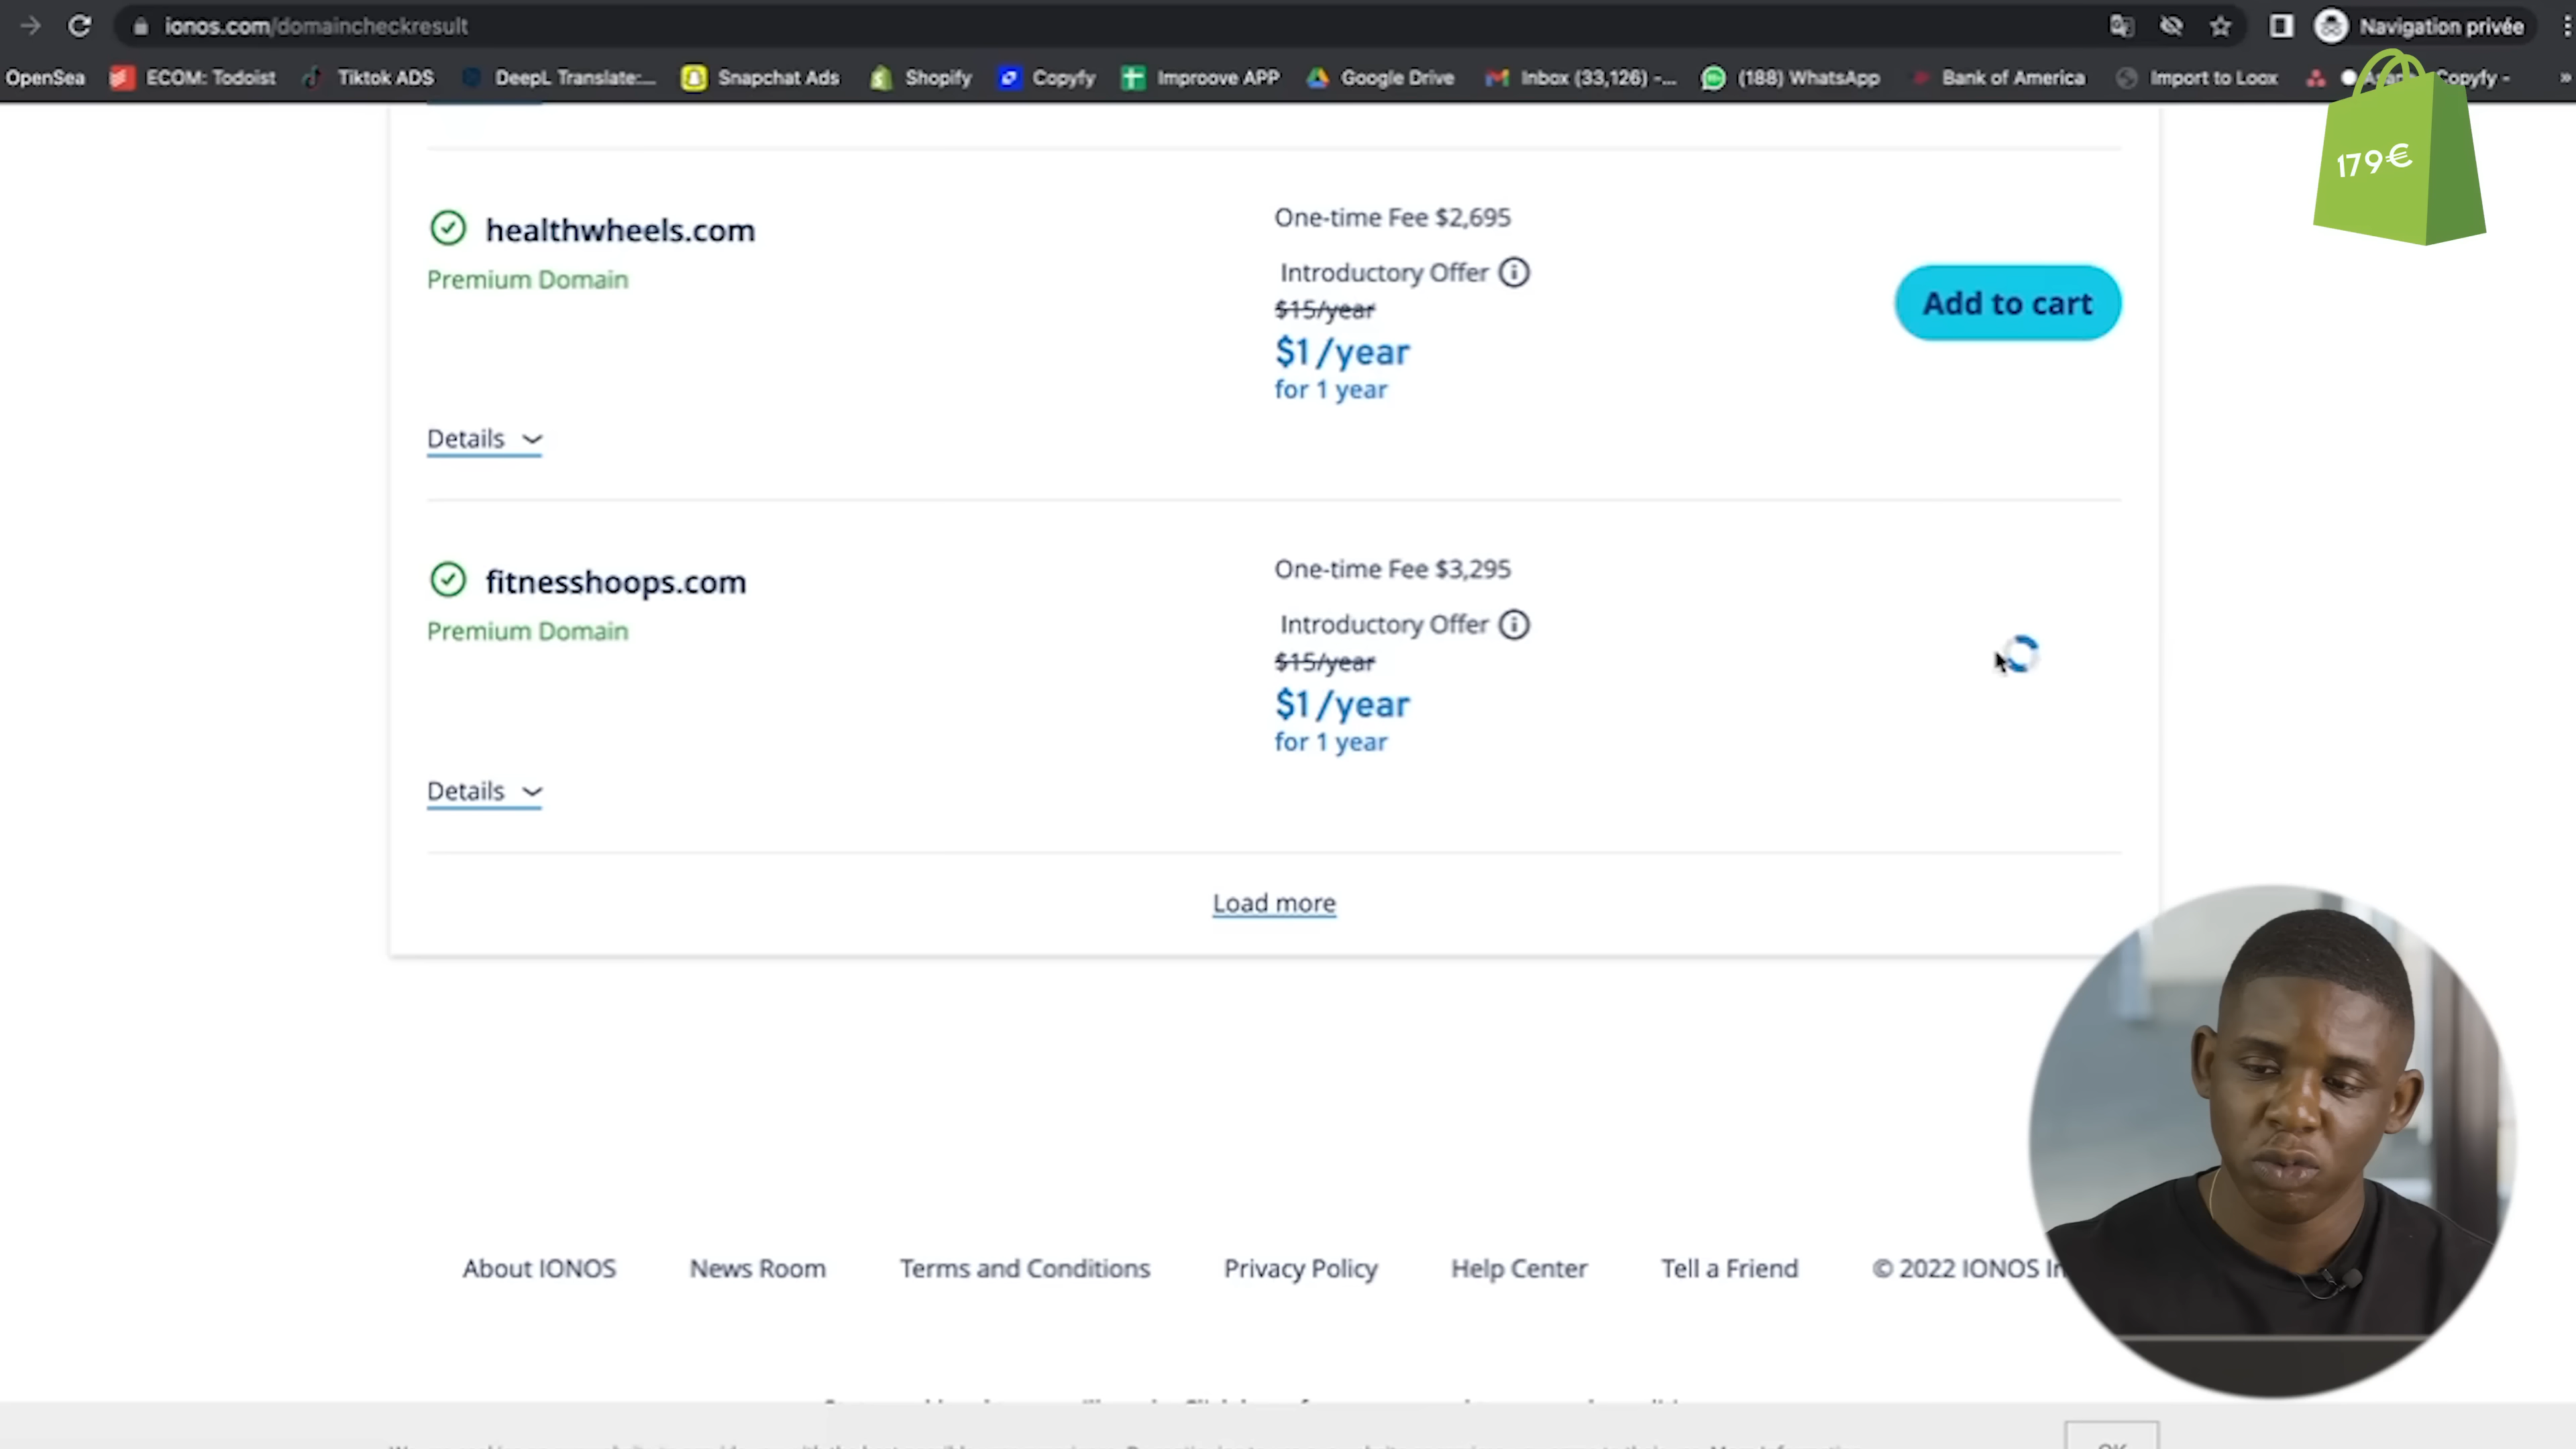 ionos.com/domaincheckresult
Navigation privée
OpenSea
ECOM: Todoist
Tiktok ADS
DeepL Translate:...
Snapchat Ads
Shopify
Copyfy
Improove APP
Google Drive
Inbox (33,126) -...
(188) WhatsApp
Bank of America
Import to Loox
Copyfy -
»
179€
healthwheels.com
Premium Domain
One-time Fee $2,695
Introductory Offer
$15/year
$1/year
for 1 year
Add to cart
Details
fitnesshoops.com
Premium Domain
One-time Fee $3,295
Introductory Offer
$15/year
$1/year
for 1 year
Details
Load more
About IONOS
News Room
Terms and Conditions
Privacy Policy
Help Center
Tell a Friend
© 2022 IONOS